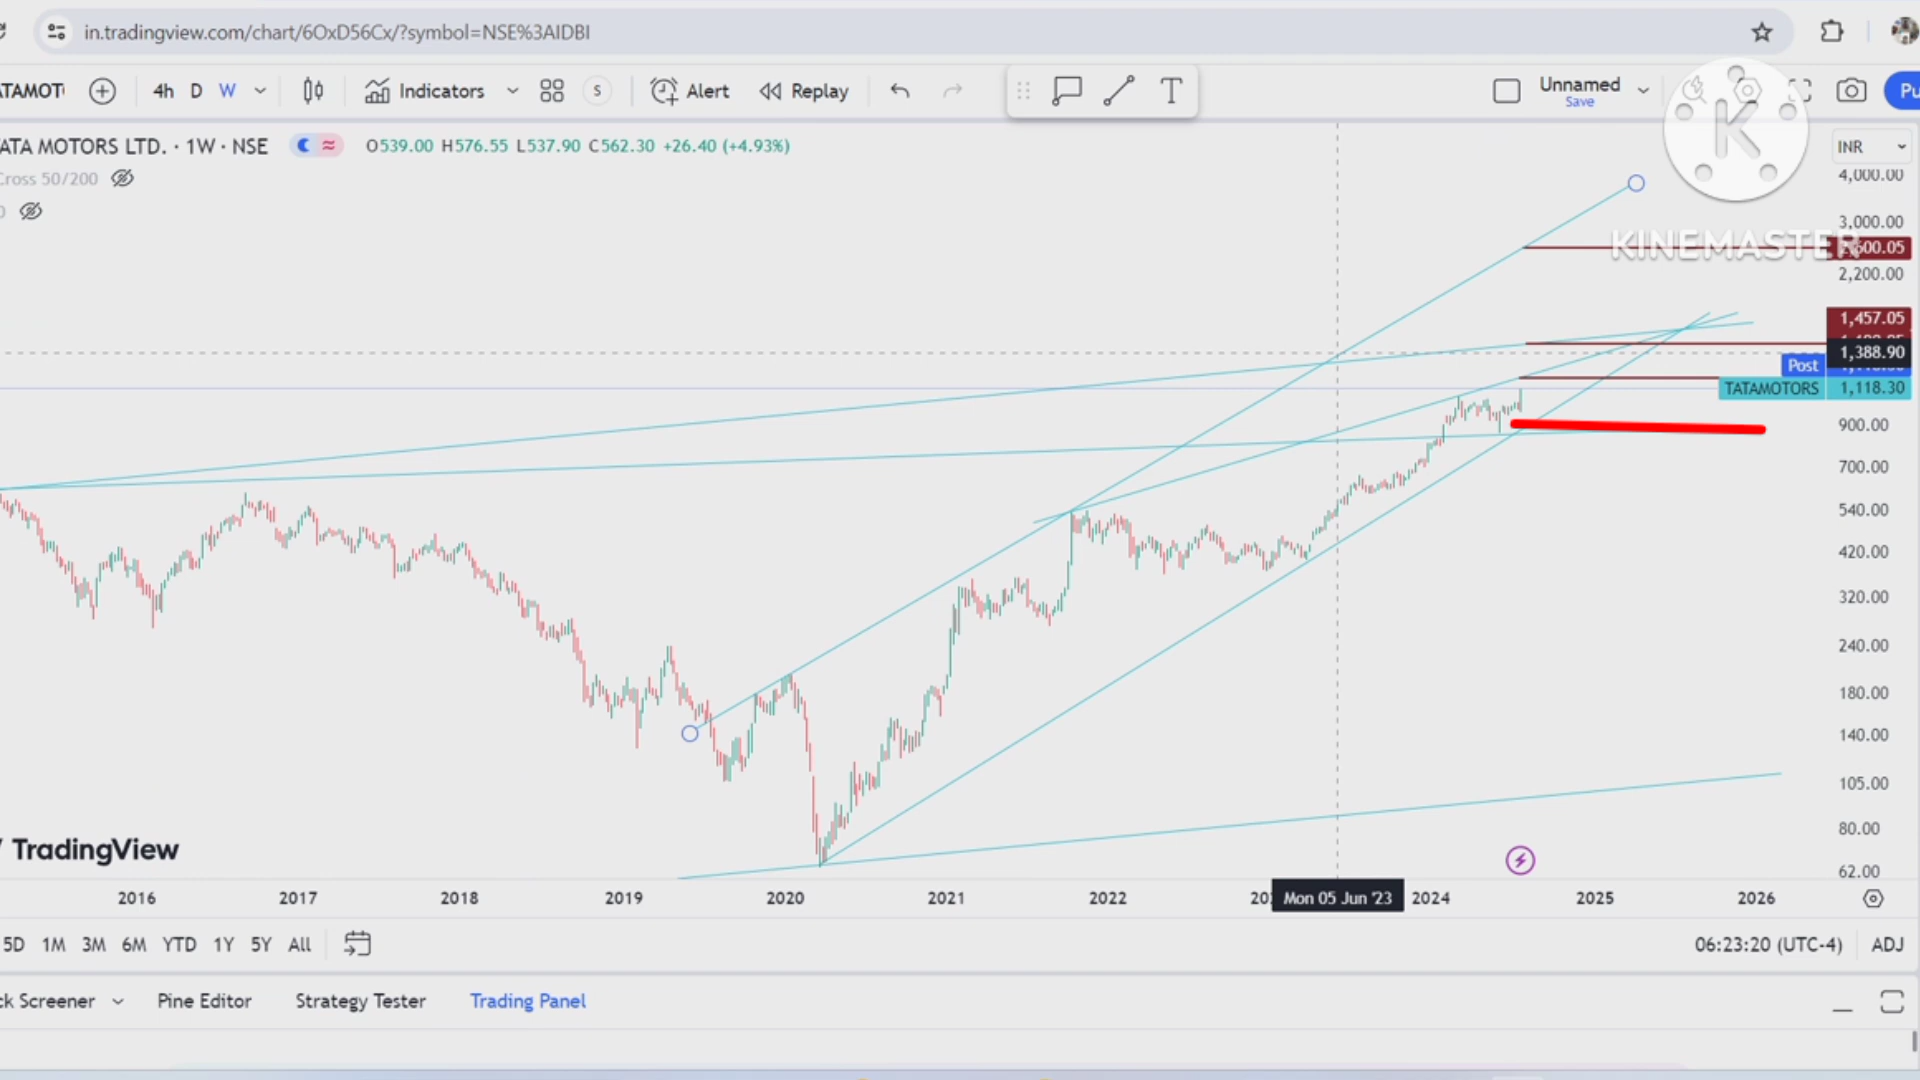 in.tradingview.com/chart/6OxD56Cx/?symbol=NSE%3AIDBI
4h D W Indicators S Alert Replay T Unnamed
Save
ATA MOTORS LTD. · 1W · NSE O539.00 H576.55 L537.90 C562.30 +26.40 (+4.93%)
INR
Cross 50/200
K
KINEMASTER
4,000.00
3,000.00
2,200.00
1,457.05
1,388.90
Post
TATAMOTORS 1,118.30
900.00
700.00
540.00
420.00
320.00
240.00
180.00
140.00
105.00
80.00
62.00
TradingView
2016 2017 2018 2019 2020 2021 2022 Mon 05 Jun '23 2024 2025 2026
5D 1M 3M 6M YTD 1Y 5Y All 06:23:20 (UTC-4) ADJ
ck Screener Pine Editor Strategy Tester Trading Panel